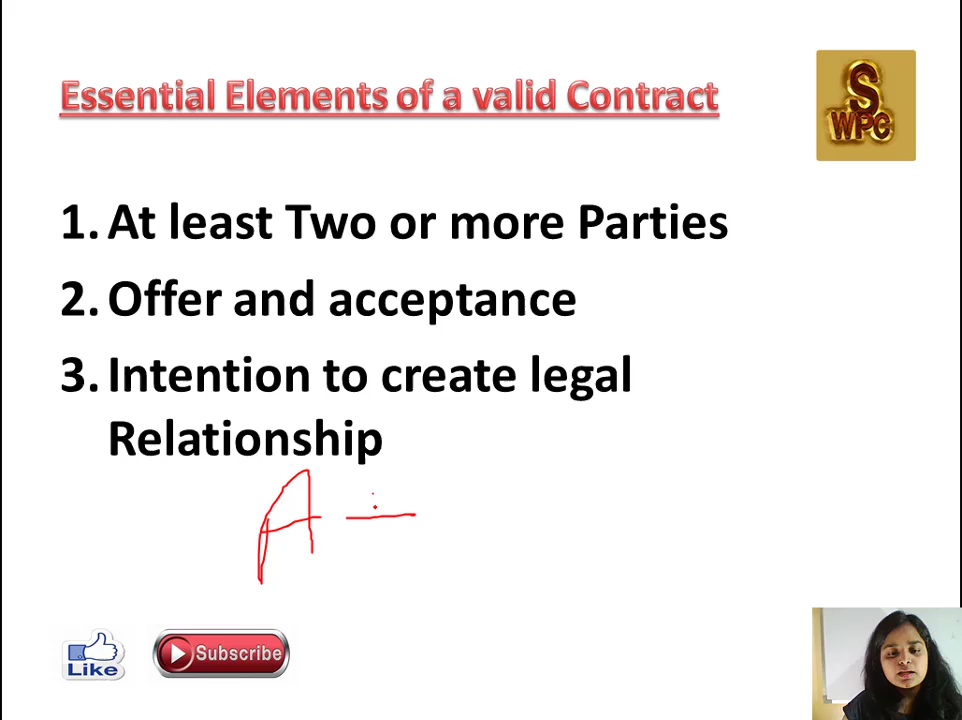 Essential Elements of a valid Contract
S
WPC
1. At least Two or more Parties
2. Offer and acceptance
3. Intention to create legal
Relationship
A
Like
Subscribe